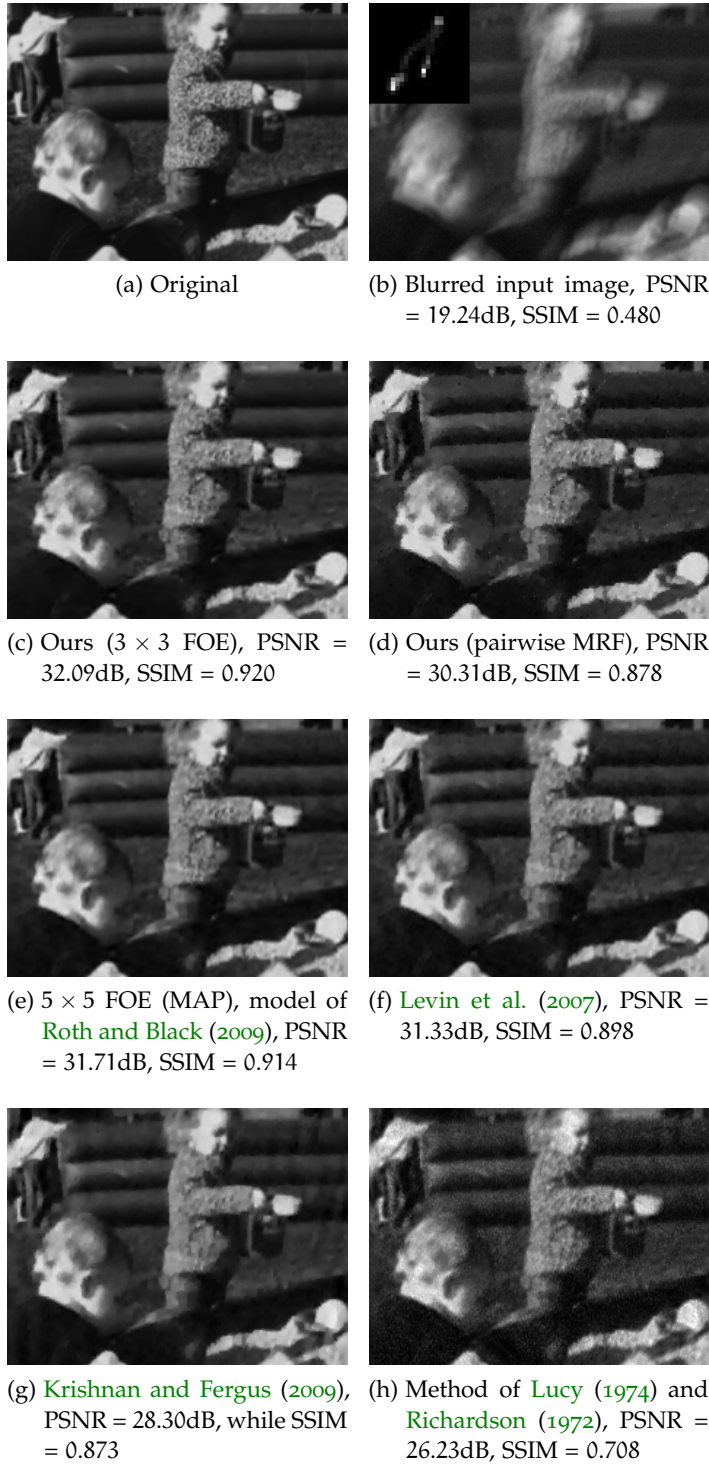 (a) Original
(b) Blurred input image, PSNR
= 19.24dB, SSIM = 0.480
(c) Ours (3 × 3 FOE), PSNR =
32.09dB, SSIM = 0.920
(d) Ours (pairwise MRF), PSNR
= 30.31dB, SSIM = 0.878
(e) 5 × 5 FOE (MAP), model of
Roth and Black (2009), PSNR
= 31.71dB, SSIM = 0.914
(f) Levin et al. (2007), PSNR =
31.33dB, SSIM = 0.898
(g) Krishnan and Fergus (2009),
PSNR = 28.30dB, while SSIM
= 0.873
(h) Method of Lucy (1974) and
Richardson (1972), PSNR =
26.23dB, SSIM = 0.708